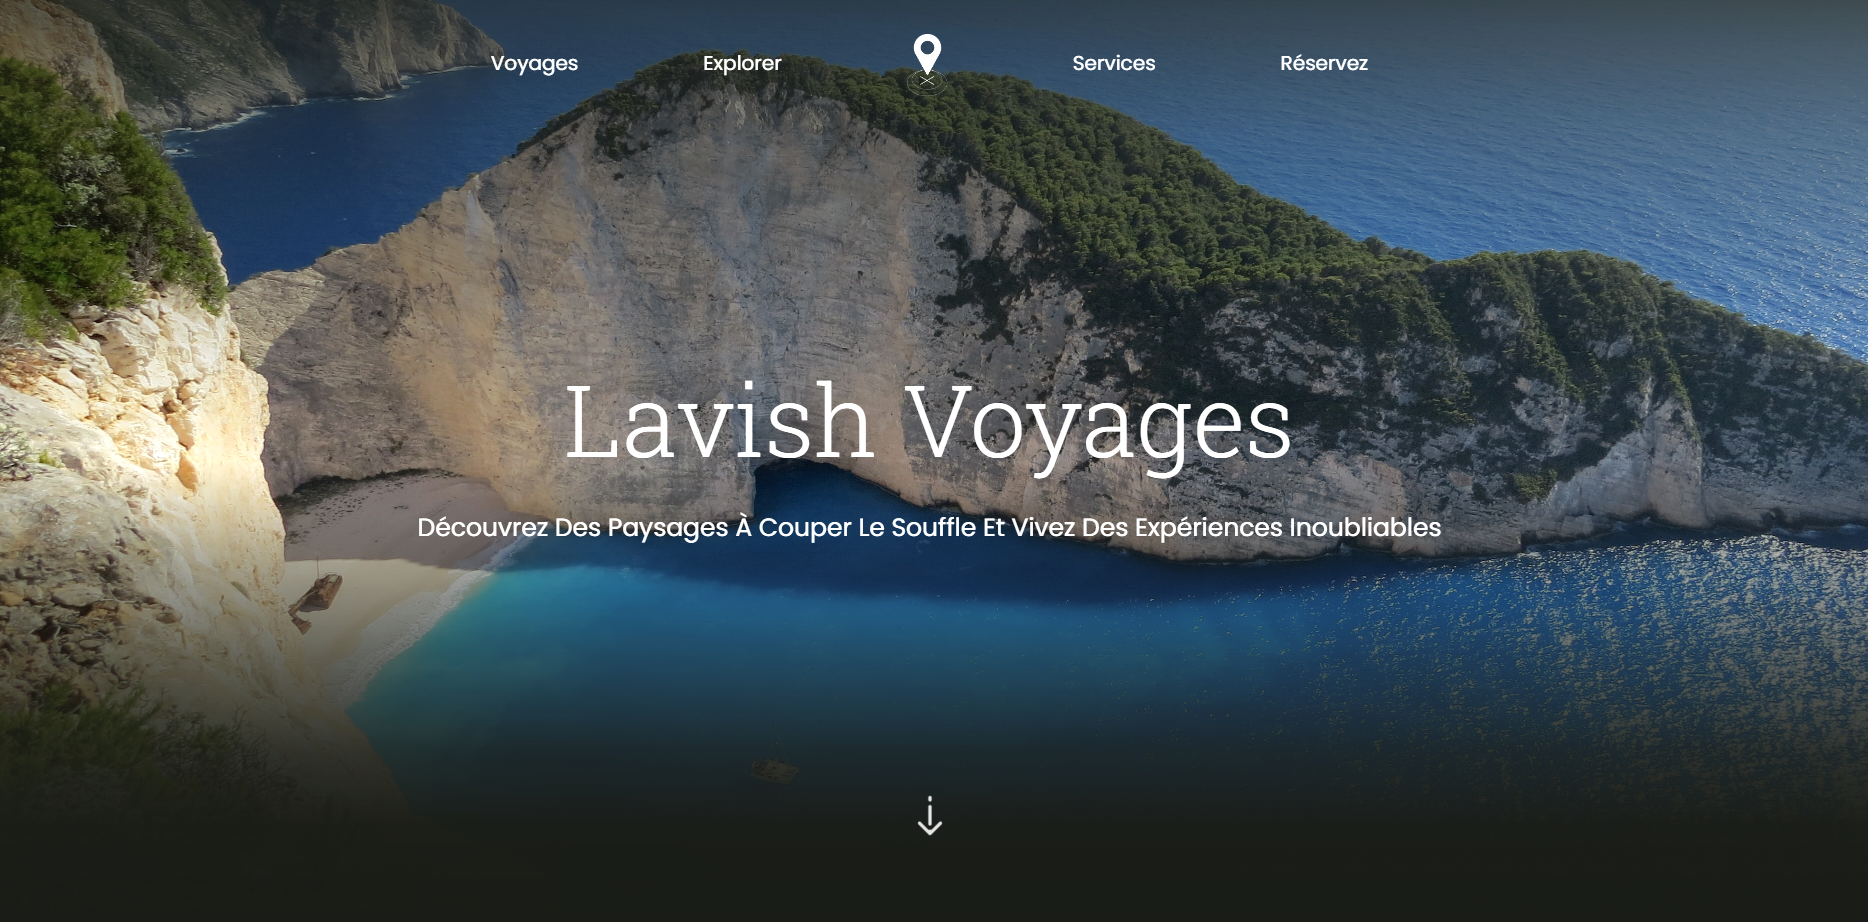 Voyages
Explorer
Services
Réservez
Lavish Voyages
Découvrez Des Paysages À Couper Le Souffle Et Vivez Des Expériences Inoubliables